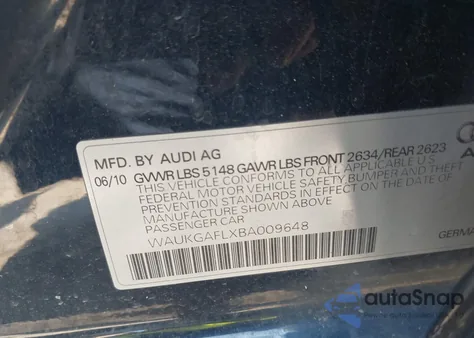 MFD. BY AUDI AG
06/10 GVWR LBS 5148 GAWR LBS FRONT 2634/REAR 2623
THIS VEHICLE CONFORMS TO ALL APPLICABLE U.S.
FEDERAL MOTOR VEHICLE SAFETY, BUMPER AND THEFT
PREVENTION STANDARDS IN EFFECT ON THE DATE OF
MANUFACTURE SHOWN ABOVE
PASSENGER CAR
WAUKGAFLXBA009648
autoSnap